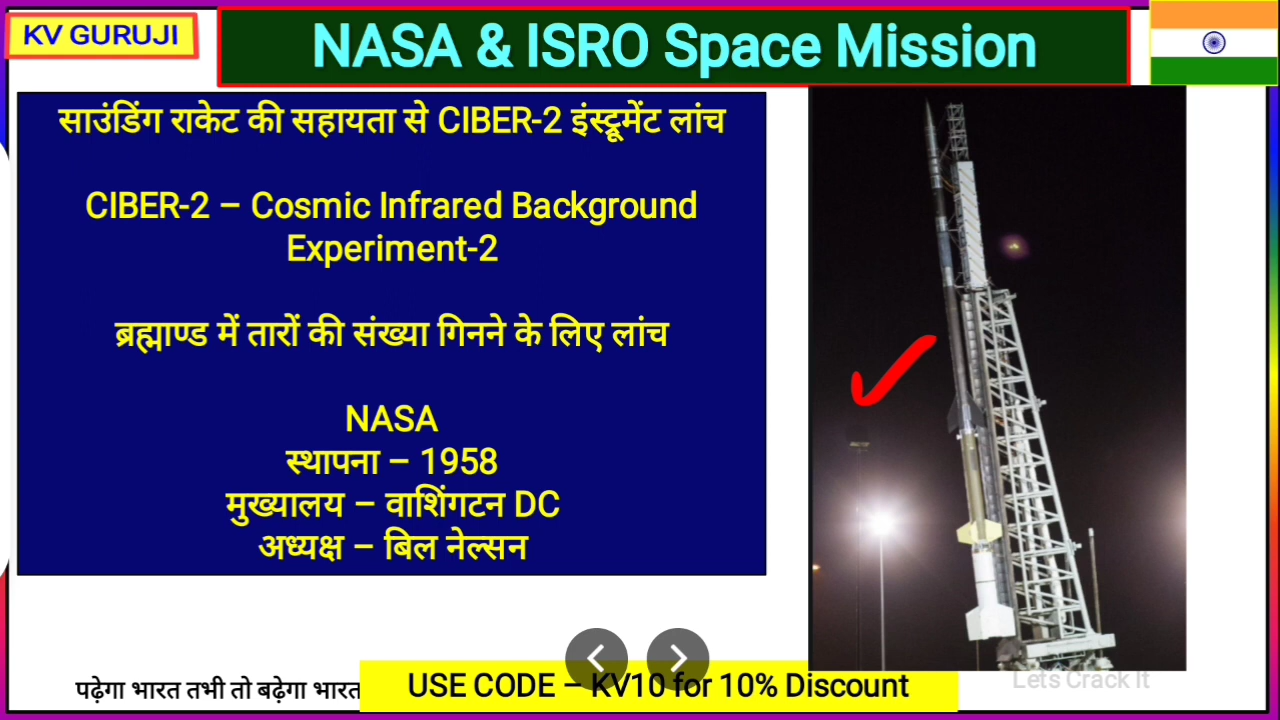 KV GURUJI
NASA & ISRO Space Mission
साउंडिंग राकेट की सहायता से CIBER-2 इंस्ट्रूमेंट लांच
CIBER-2 – Cosmic Infrared Background
Experiment-2
ब्रह्माण्ड में तारों की संख्या गिनने के लिए लांच
NASA
स्थापना – 1958
मुख्यालय – वाशिंगटन DC
अध्यक्ष – बिल नेल्सन
पढ़ेगा भारत तभी तो बढ़ेगा भारत
USE CODE – KV10 for 10% Discount
Lets Crack It